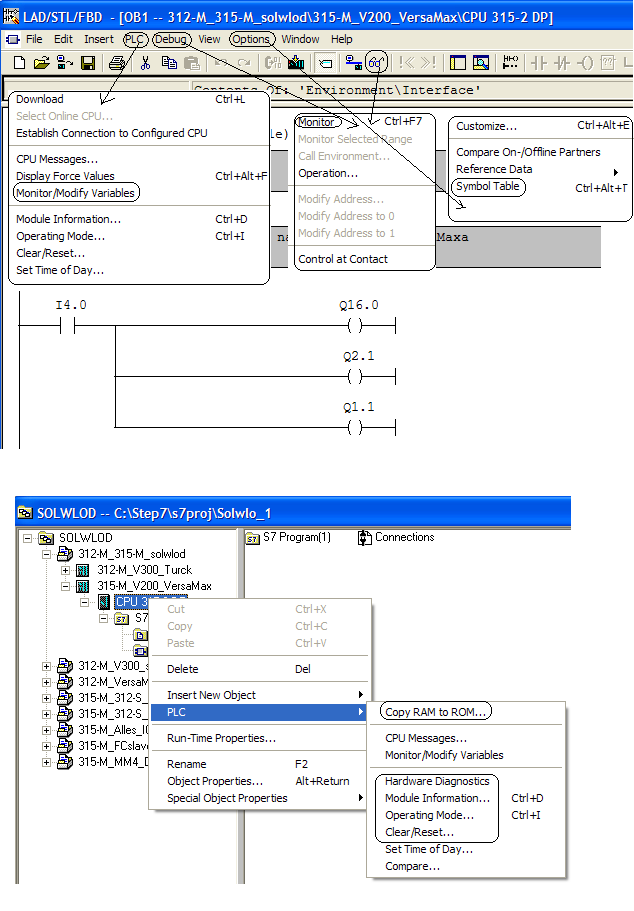 LAD/STL/FBD - [OB1 -- 312-M_315-M_solwlod\315-M_V200_VersaMax\CPU 315-2 DP]
File Edit Insert PLC Debug View Options Window Help
Contents Of: 'Environment\Interface'
Download Ctrl+L
Select Online CPU...
Establish Connection to Configured CPU
CPU Messages...
Display Force Values Ctrl+Alt+F
Monitor/Modify Variables
Module Information... Ctrl+D
Operating Mode... Ctrl+I
Clear/Reset...
Set Time of Day...
le)
na
Monitor Ctrl+F7
Monitor Selected Range
Call Environment...
Operation...
Modify Address...
Modify Address to 0
Modify Address to 1
Control at Contact
Maxa
Customize... Ctrl+Alt+E
Compare On-/Offline Partners
Reference Data
Symbol Table Ctrl+Alt+T
I4.0 Q16.0
Q2.1
Q1.1
SOLWLOD -- C:\Step7\s7proj\Solwlo_1
SOLWLOD
312-M_315-M_solwlod
312-M_V300_Turck
315-M_V200_VersaMax
CPU 31
S7
312-M_V300_s
312-M_VersaM
315-M_312-S_
315-M_312-S_
315-M_Alles_IO
315-M_FCslave
315-M_MM4_D
S7 Program(1) Connections
Cut Ctrl+X
Copy Ctrl+C
Paste Ctrl+V
Delete Del
Insert New Object
PLC
Run-Time Properties...
Rename F2
Object Properties... Alt+Return
Special Object Properties
Copy RAM to ROM...
CPU Messages...
Monitor/Modify Variables
Hardware Diagnostics
Module Information... Ctrl+D
Operating Mode... Ctrl+I
Clear/Reset...
Set Time of Day...
Compare...